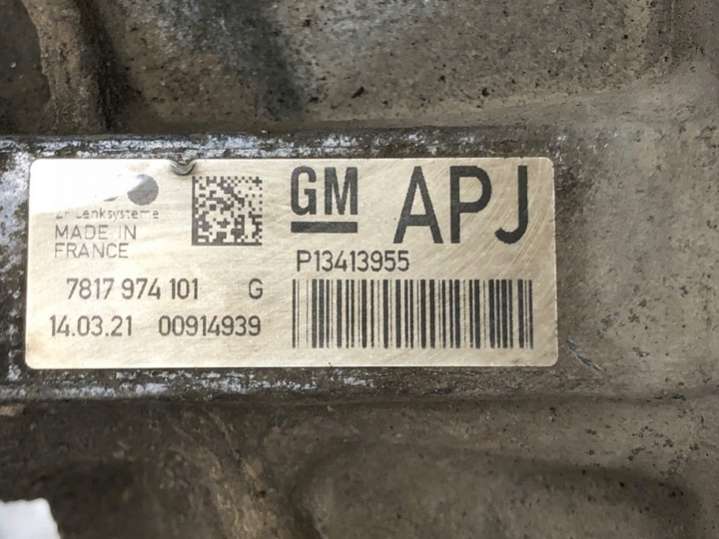 ZF Lenksysteme
MADE IN
FRANCE
7817 974 101 G
14.03.21 00914939
GM APJ
P13413955